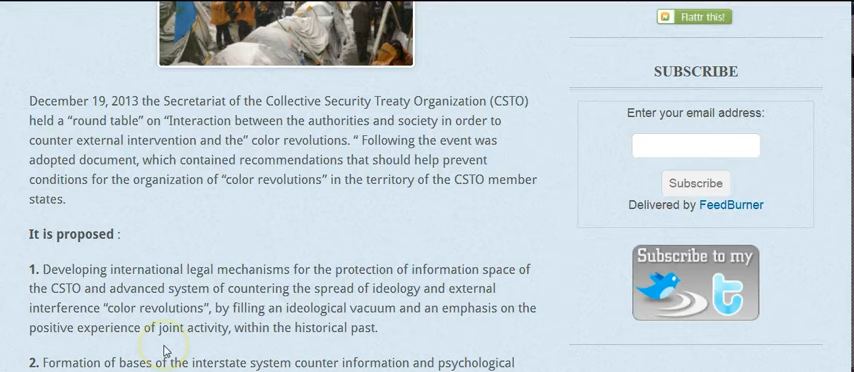 Flattr this!
SUBSCRIBE
Enter your email address:
Subscribe
Delivered by FeedBurner
Subscribe to my
t
December 19, 2013 the Secretariat of the Collective Security Treaty Organization (CSTO)
held a “round table” on “Interaction between the authorities and society in order to
counter external intervention and the” color revolutions. “ Following the event was
adopted document, which contained recommendations that should help prevent
conditions for the organization of “color revolutions” in the territory of the CSTO member
states.
It is proposed :
1. Developing international legal mechanisms for the protection of information space of
the CSTO and advanced system of countering the spread of ideology and external
interference “color revolutions”, by filling an ideological vacuum and an emphasis on the
positive experience of joint activity, within the historical past.
2. Formation of bases of the interstate system counter information and psychological